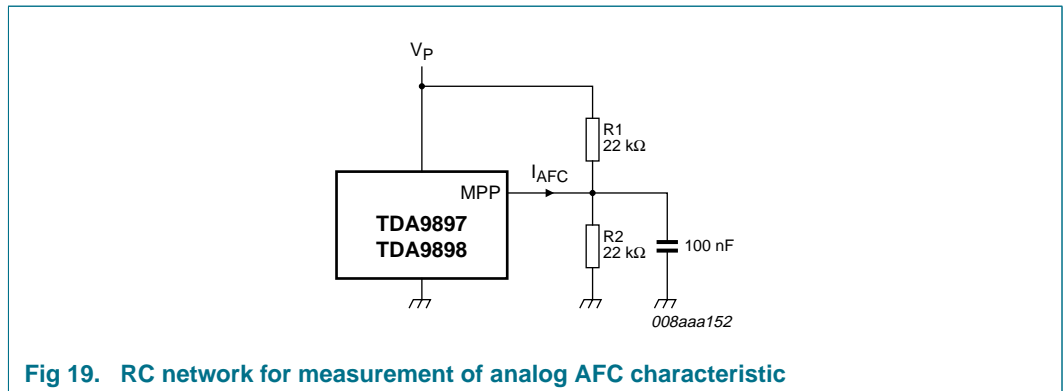 VP
R1
22 kΩ
IAFC
MPP
TDA9897
TDA9898
R2
22 kΩ
100 nF
008aaa152
Fig 19. RC network for measurement of analog AFC characteristic